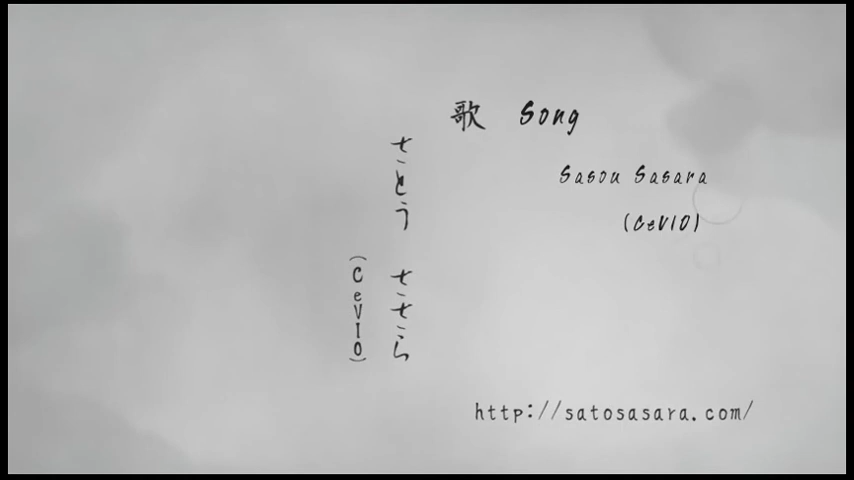 歌 Song
Sasou Sasara
(CeVIO)
さとう ささら
(CeVIO)
http://satosasara.com/